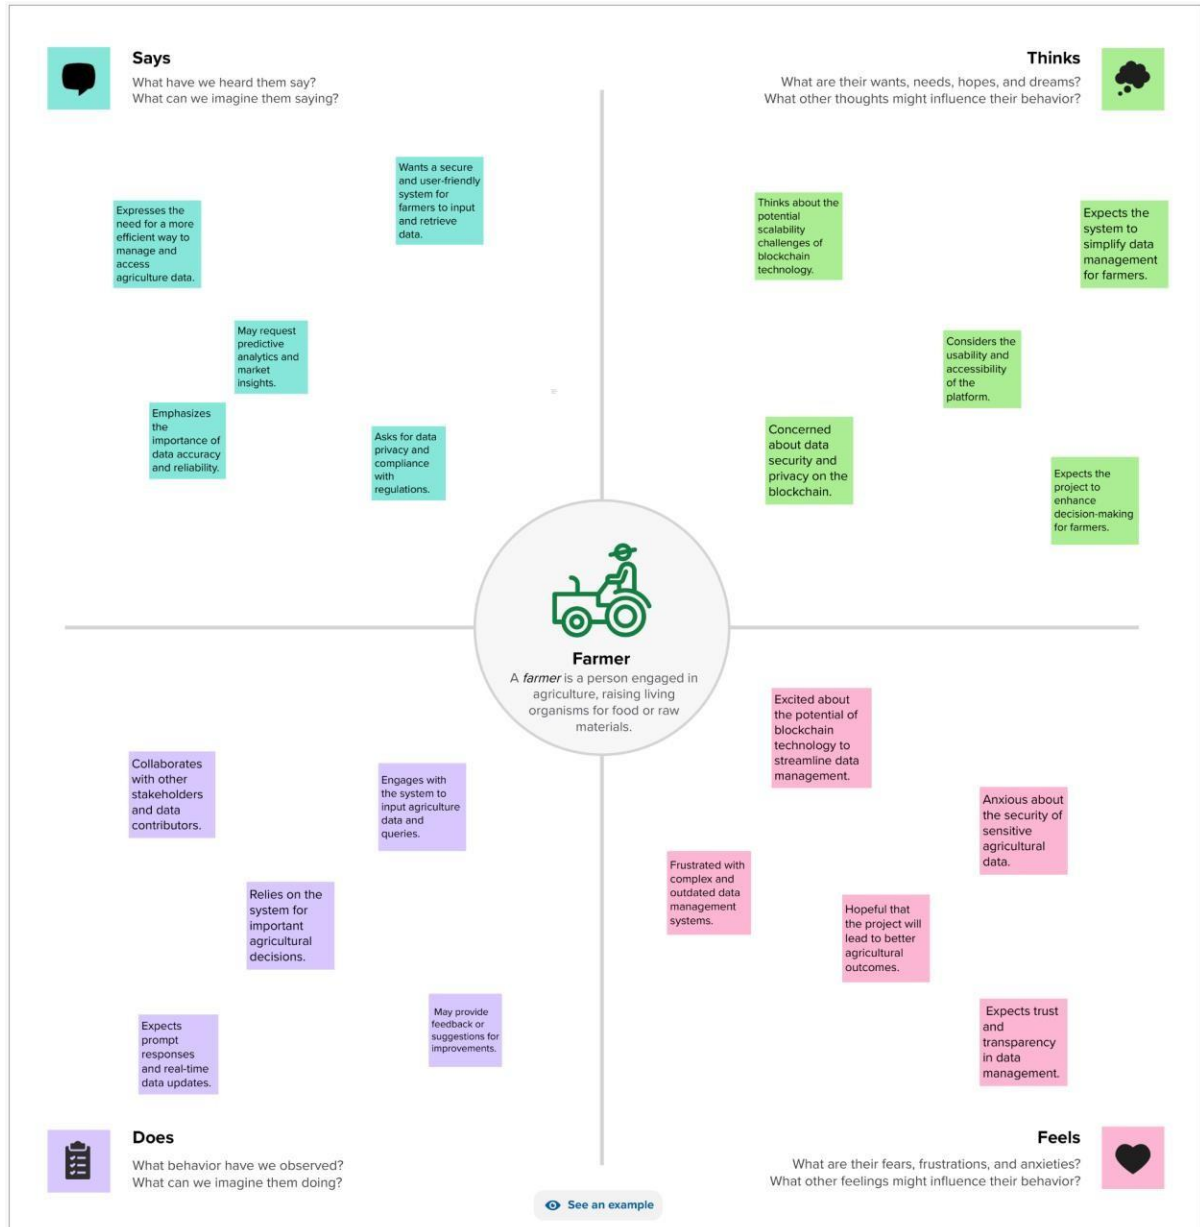 Says
What have we heard them say?
What can we imagine them saying?
Thinks
What are their wants, needs, hopes, and dreams?
What other thoughts might influence their behavior?
Wants a secure
and user-friendly
system for
farmers to input
and retrieve
data.
Expresses the
need for a more
efficient way to
manage and
access
agriculture data.
May request
predictive
analytics and
market
insights.
Emphasizes
the
importance of
data accuracy
and reliability.
Asks for data
privacy and
compliance
with
regulations.
Thinks about the
potential
scalability
challenges of
blockchain
technology.
Expects the
system to
simplify data
management
for farmers.
Considers the
usability and
accessibility
of the
platform.
Concerned
about data
security and
privacy on the
blockchain.
Expects the
project to
enhance
decision-making
for farmers.
Farmer
A farmer is a person engaged in
agriculture, raising living
organisms for food or raw
materials.
Collaborates
with other
stakeholders
and data
contributors.
Engages with
the system to
input agriculture
data and
queries.
Relies on the
system for
important
agricultural
decisions.
Expects
prompt
responses
and real-time
data updates.
May provide
feedback or
suggestions for
improvements.
Excited about
the potential of
blockchain
technology to
streamline data
management.
Anxious about
the security of
sensitive
agricultural
data.
Frustrated with
complex and
outdated data
management
systems.
Hopeful that
the project will
lead to better
agricultural
outcomes.
Expects trust
and
transparency
in data
management.
Does
What behavior have we observed?
What can we imagine them doing?
Feels
What are their fears, frustrations, and anxieties?
What other feelings might influence their behavior?
See an example